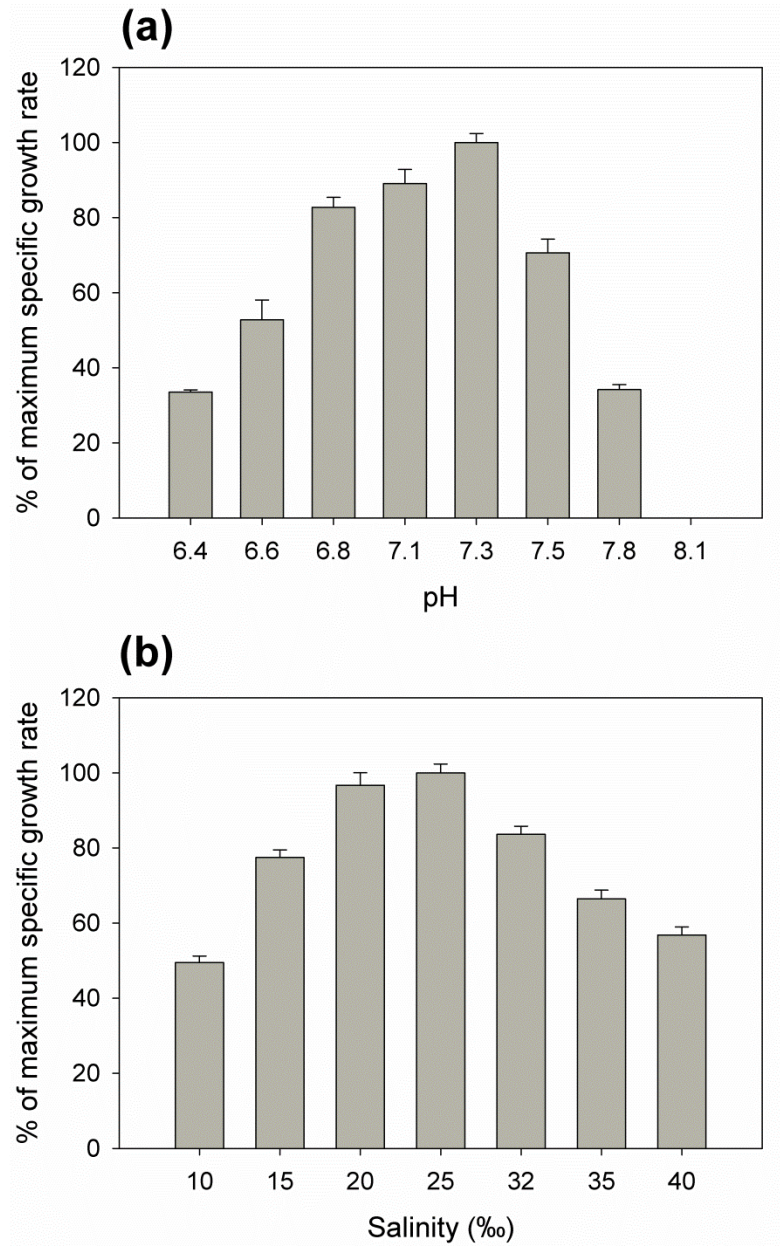 (a)
% of maximum specific growth rate
120
100
80
60
40
20
0
6.4 6.6 6.8 7.1 7.3 7.5 7.8 8.1
pH
(b)
% of maximum specific growth rate
120
100
80
60
40
20
0
10 15 20 25 32 35 40
Salinity (‰)